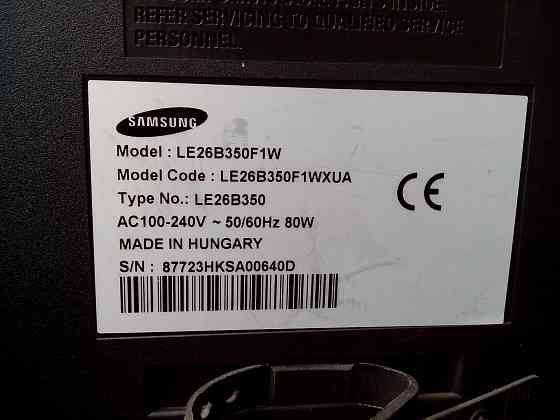 REFER SERVICING TO QUALIFIED SERVICE
PERSONNEL.
SAMSUNG
Model : LE26B350F1W
Model Code : LE26B350F1WXUA
Type No.: LE26B350
AC100-240V ~ 50/60Hz 80W
MADE IN HUNGARY
S/N : 87723HKSA00640D
CE